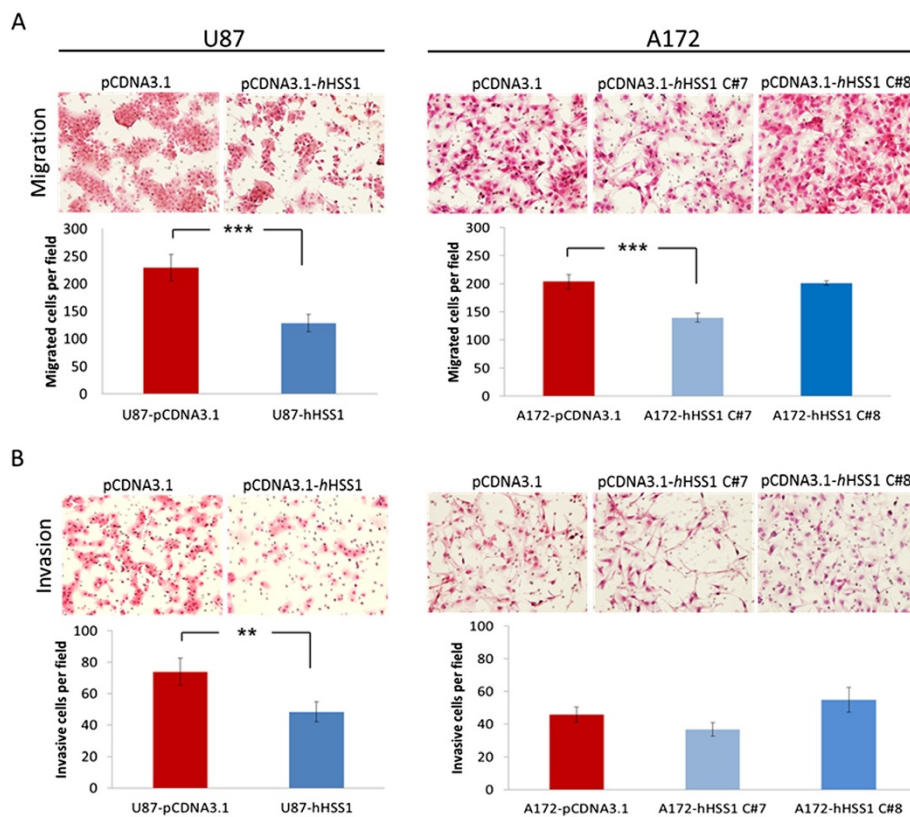 A
U87
A172
pCDNA3.1
pCDNA3.1-hHSS1
pCDNA3.1
pCDNA3.1-hHSS1 C#7
pCDNA3.1-hHSS1 C#8
Migration
Migrated cells per field
300
250
200
150
100
50
0
***
U87-pCDNA3.1
U87-hHSS1
Migrated cells per field
300
250
200
150
100
50
0
***
A172-pCDNA3.1
A172-hHSS1 C#7
A172-hHSS1 C#8
B
pCDNA3.1
pCDNA3.1-hHSS1
pCDNA3.1
pCDNA3.1-hHSS1 C#7
pCDNA3.1-hHSS1 C#8
Invasion
Invasive cells per field
100
80
60
40
20
0
**
U87-pCDNA3.1
U87-hHSS1
Invasive cells per field
100
80
60
40
20
0
A172-pCDNA3.1
A172-hHSS1 C#7
A172-hHSS1 C#8